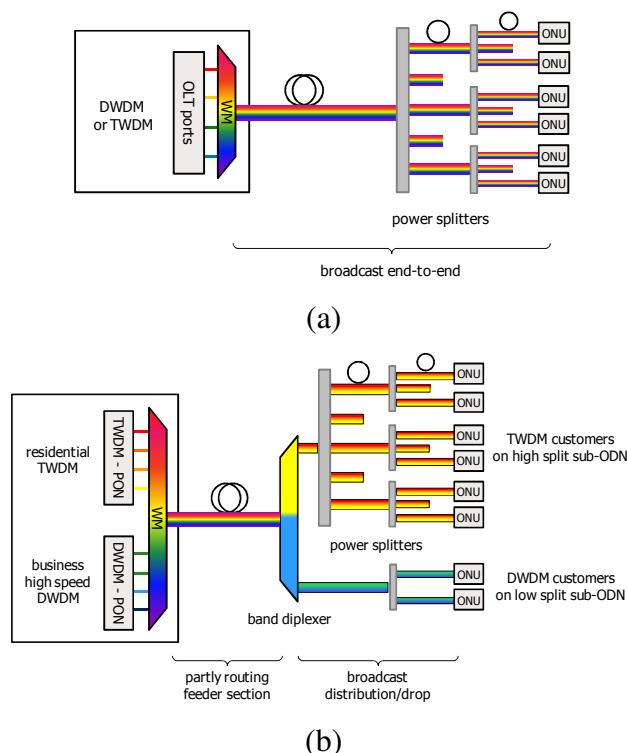 DWDM
or TWDM
OLT ports
WM
ONU
ONU
ONU
ONU
ONU
ONU
power splitters
broadcast end-to-end
(a)
residential
TWDM
TWDM - PON
business
high speed
DWDM
DWDM - PON
WM
band diplexer
power splitters
ONU
ONU
ONU
ONU
ONU
ONU
TWDM customers
on high split sub-ODN
ONU
ONU
DWDM customers
on low split sub-ODN
partly routing
feeder section
broadcast
distribution/drop
(b)